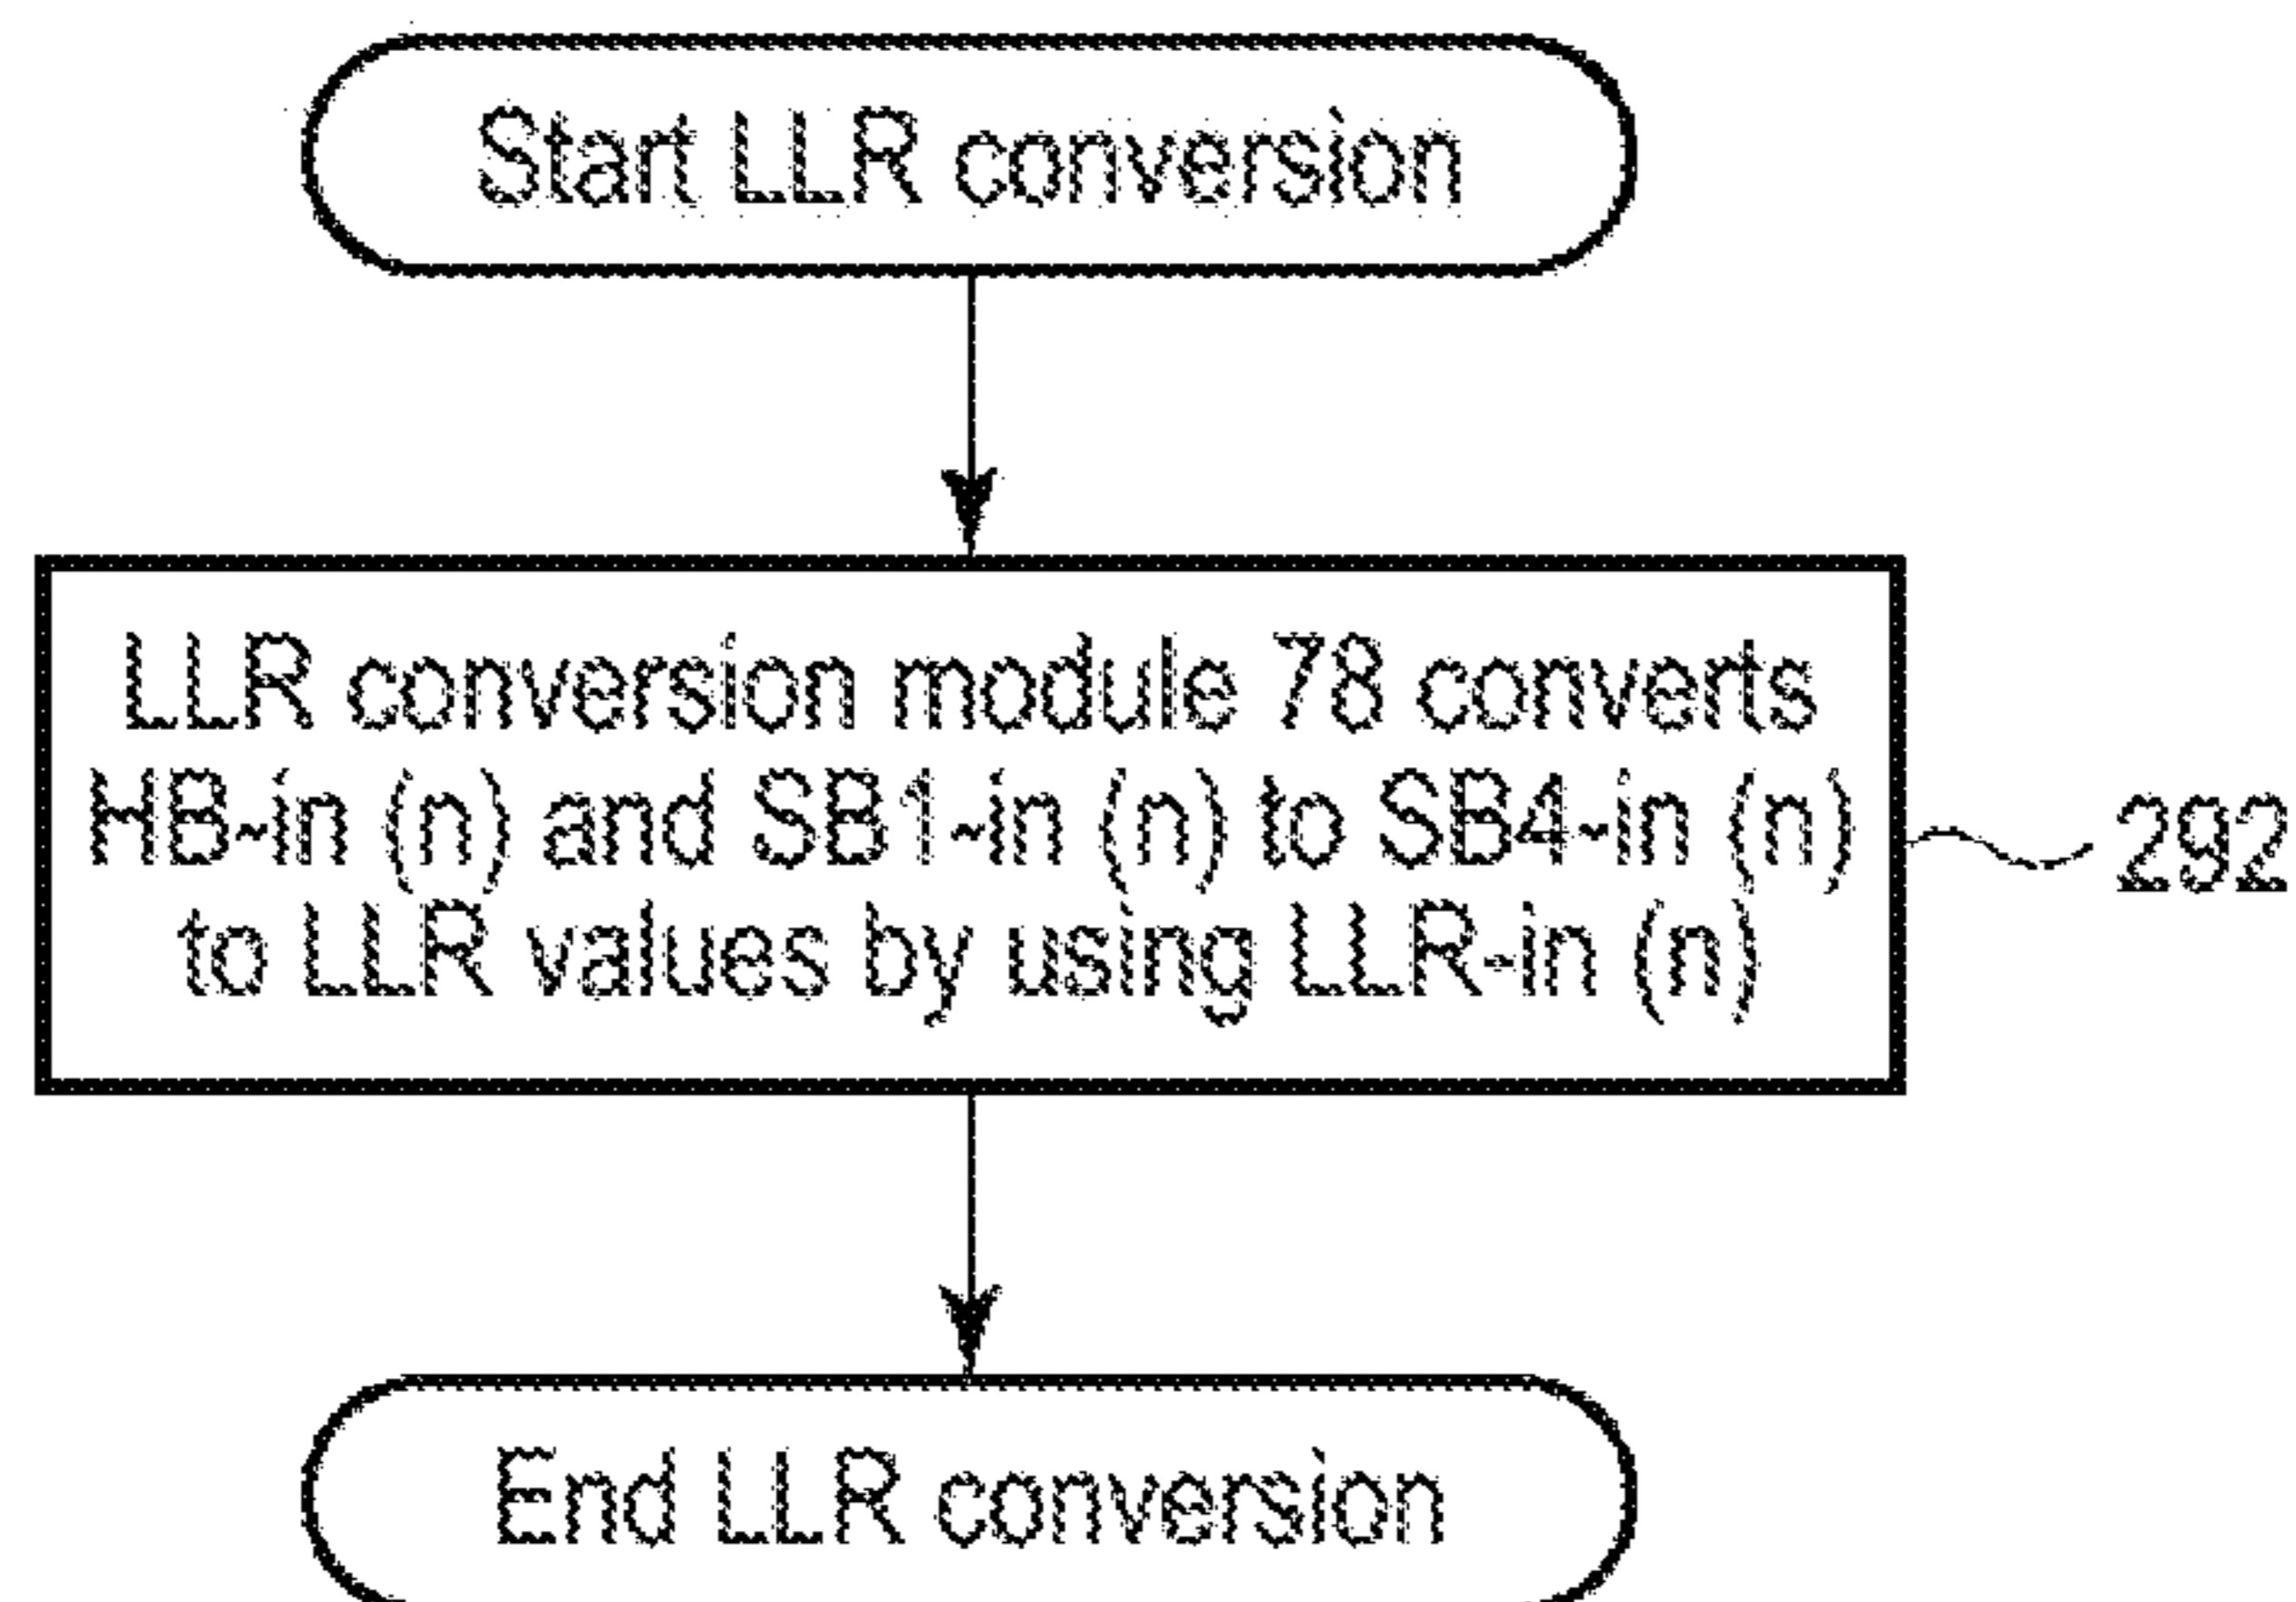 Start LLR conversion
LLR conversion module 78 converts
HB-in (n) and SB1-in (n) to SB4-in (n)
to LLR values by using LLR-in (n)
292
End LLR conversion